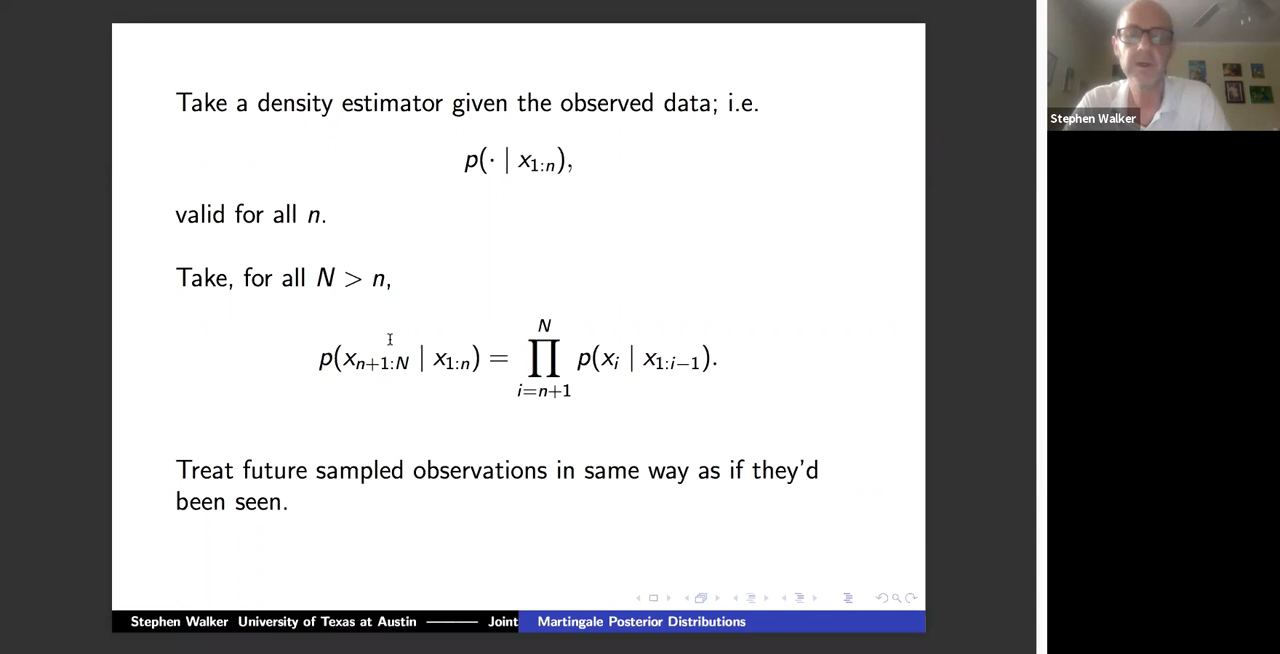 Take a density estimator given the observed data; i.e.
p(· | x_{1:n}),
valid for all n.
Take, for all N > n,
p(x_{n+1:N} | x_{1:n}) = ∏_{i=n+1}^{N} p(x_i | x_{1:i−1}).
Treat future sampled observations in same way as if they'd
been seen.
Stephen Walker University of Texas at Austin ——— Joint Martingale Posterior Distributions
Stephen Walker